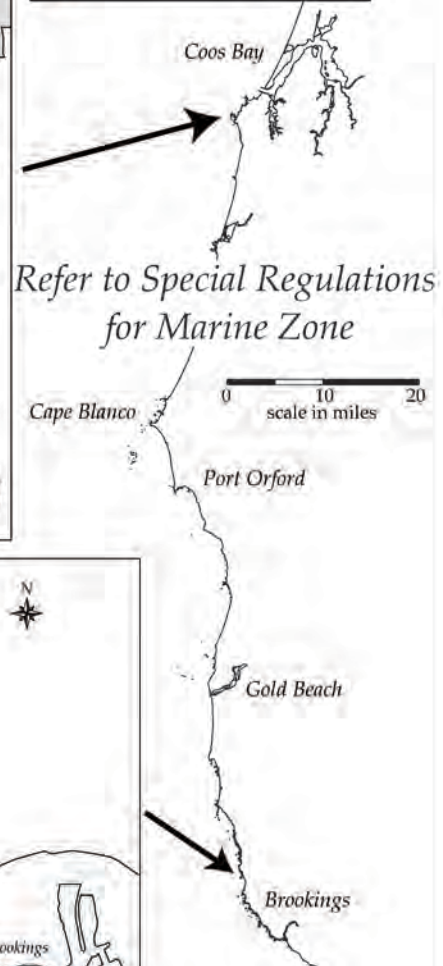 Coos Bay
Refer to Special Regulations
for Marine Zone
0 10 20
scale in miles
Cape Blanco
Port Orford
N
Gold Beach
Brookings
ookings